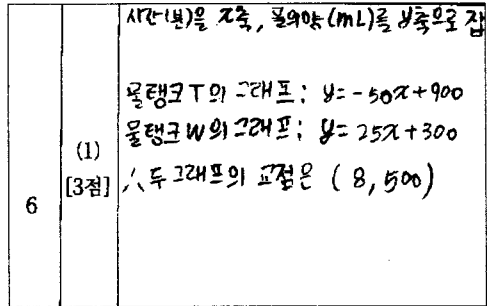 시간(분)을 x축, 물의양(mL)를 y축으로 잡
물탱크 T의 그래프: y=-50x+900
물탱크 W의 그래프: y=25x+300
(1)
[3점]
∴ 두 그래프의 교점은 (8, 500)
6